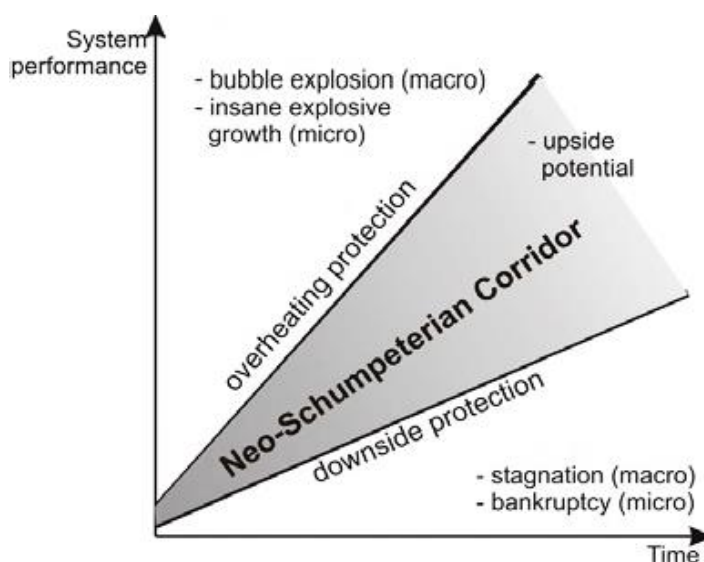 System
performance
- bubble explosion (macro)
- insane explosive
growth (micro)
- upside
potential
overheating protection
Neo-Schumpeterian Corridor
downside protection
- stagnation (macro)
- bankruptcy (micro)
Time